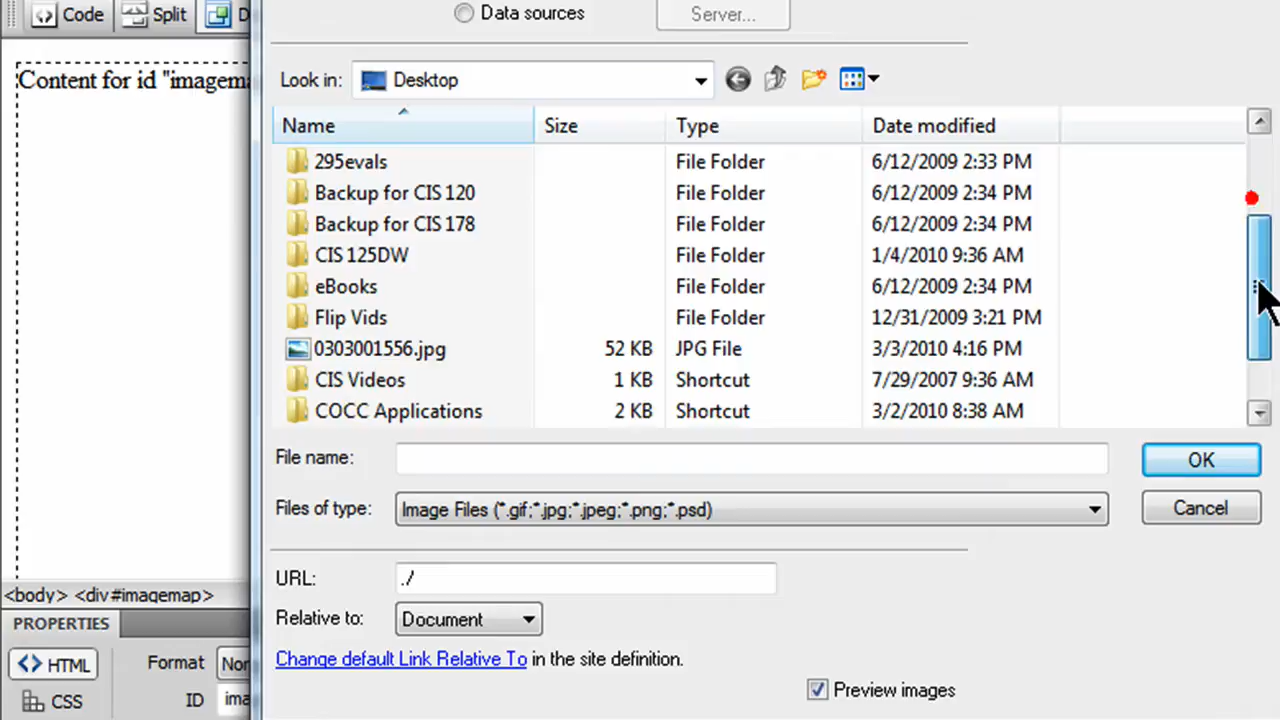 Code Split D Data sources Server...
Look in: Desktop
Content for id "imagema
Name Size Type Date modified
295evals File Folder 6/12/2009 2:33 PM
Backup for CIS 120 File Folder 6/12/2009 2:34 PM
Backup for CIS 178 File Folder 6/12/2009 2:34 PM
CIS 125DW File Folder 1/4/2010 9:36 AM
eBooks File Folder 6/12/2009 2:34 PM
Flip Vids File Folder 12/31/2009 3:21 PM
0303001556.jpg 52 KB JPG File 3/3/2010 4:16 PM
CIS Videos 1 KB Shortcut 7/29/2007 9:36 AM
COCC Applications 2 KB Shortcut 3/2/2010 8:38 AM
File name: OK
Files of type: Image Files (*.gif;*.jpg;*.jpeg;*.png;*.psd) Cancel
URL: ./
<body> <div#imagemap>
Relative to: Document
PROPERTIES
Change default Link Relative To in the site definition.
<> HTML Format Non
Preview images
CSS ID ima